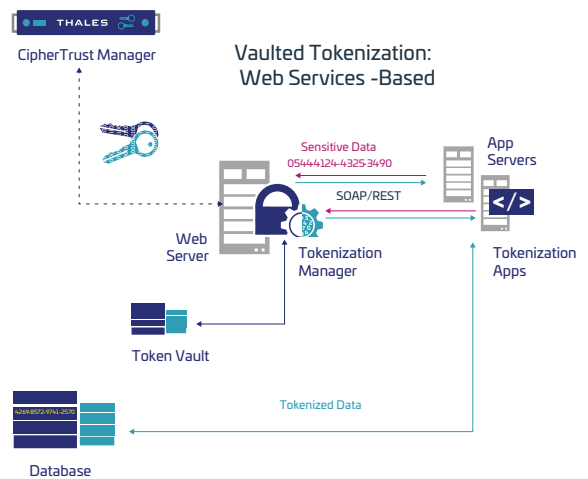 THALES
CipherTrust Manager
Vaulted Tokenization:
Web Services -Based
Sensitive Data
05444124-4325-3490
SOAP/REST
App
Servers
</>
Web
Server
Tokenization
Manager
Tokenization
Apps
Token Vault
4269-8572-9741-2570
Tokenized Data
Database